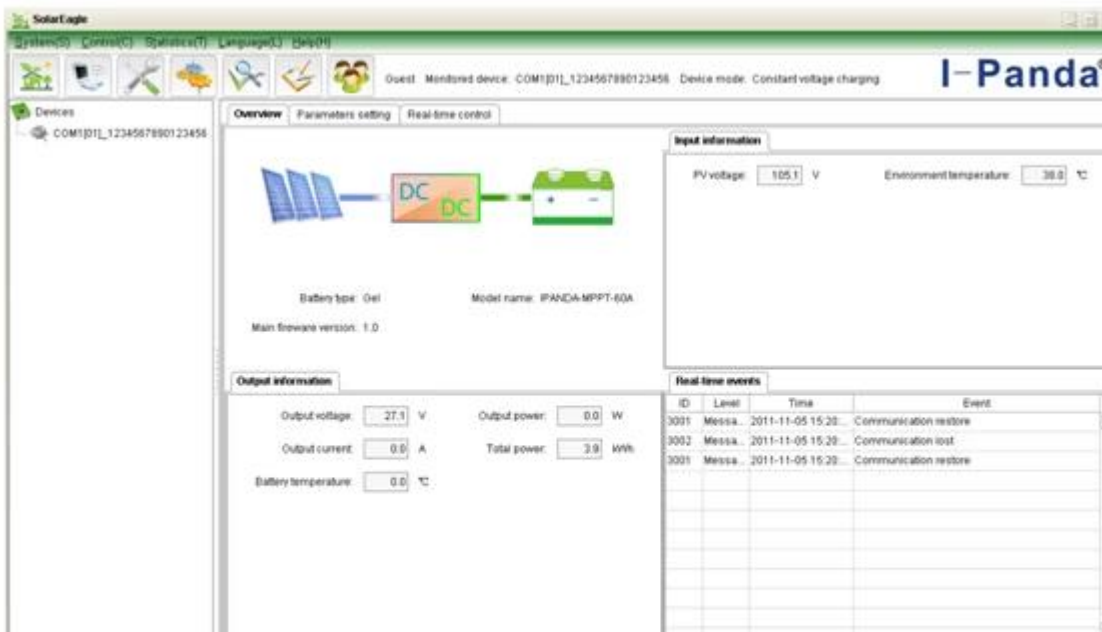 SolarEagle
System(S) Control(C) Statistics(T) Language(L) Help(H)
Guest Monitored device: COM1[01]_1234567890123456 Device mode: Constant voltage charging
I-Panda
Devices
COM1[01]_1234567890123456
Overview Parameters setting Real-time control
DC
DC
+ −
Battery type: Gel Model name: IPANDA-MPPT-60A
Main fireware version: 1.0
Input information
PV voltage: 105.1 V Environment temperature: 38.0 ℃
Output information
Output voltage: 27.1 V Output power: 0.0 W
Output current: 0.0 A Total power: 3.9 kWh
Battery temperature: 0.0 ℃
Real-time events
ID Level Time Event
3001 Messa... 2011-11-05 15:20:... Communication restore
3002 Messa... 2011-11-05 15:20:... Communication lost
3001 Messa... 2011-11-05 15:20:... Communication restore